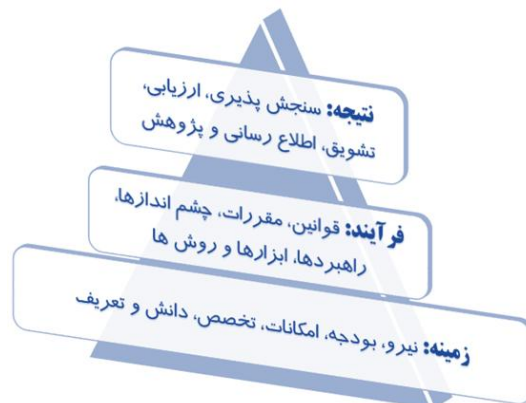 نتیجه: سنجش پذیری، ارزیابی،
تشویق، اطلاع رسانی و پژوهش
فرآیند: قوانین، مقررات، چشم اندازها،
راهبردها، ابزارها و روش ها
زمینه: نیرو، بودجه، امکانات، تخصص، دانش و تعریف